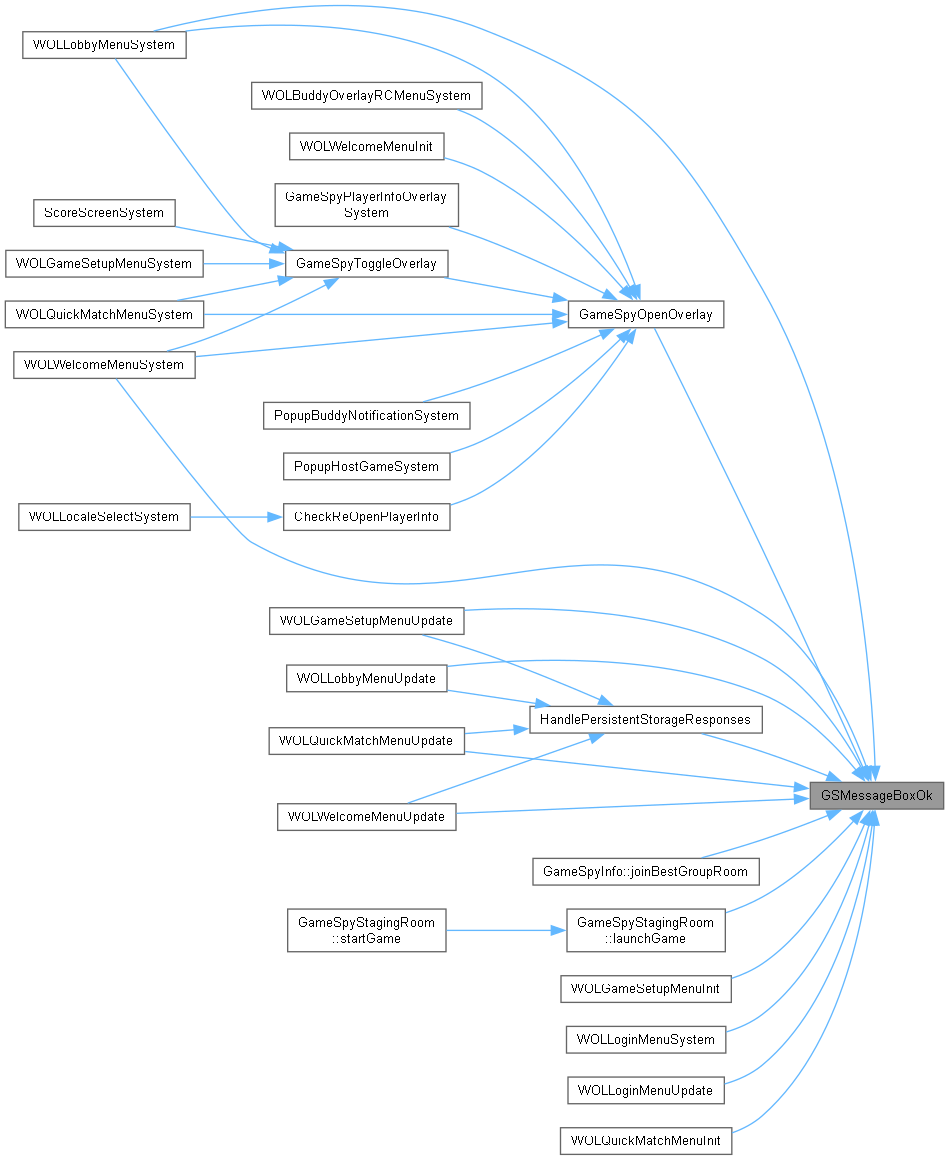 WOLLobbyMenuSystem
WOLBuddyOverlayRCMenuSystem
WOLWelcomeMenuInit
GameSpyPlayerInfoOverlay
System
ScoreScreenSystem
WOLGameSetupMenuSystem
GameSpyToggleOverlay
WOLQuickMatchMenuSystem
GameSpyOpenOverlay
WOLWelcomeMenuSystem
PopupBuddyNotificationSystem
PopupHostGameSystem
WOLLocaleSelectSystem
CheckReOpenPlayerInfo
WOLGameSetupMenuUpdate
WOLLobbyMenuUpdate
HandlePersistentStorageResponses
WOLQuickMatchMenuUpdate
GSMessageBoxOk
WOLWelcomeMenuUpdate
GameSpyInfo::joinBestGroupRoom
GameSpyStagingRoom
::startGame
GameSpyStagingRoom
::launchGame
WOLGameSetupMenuInit
WOLLoginMenuSystem
WOLLoginMenuUpdate
WOLQuickMatchMenuInit